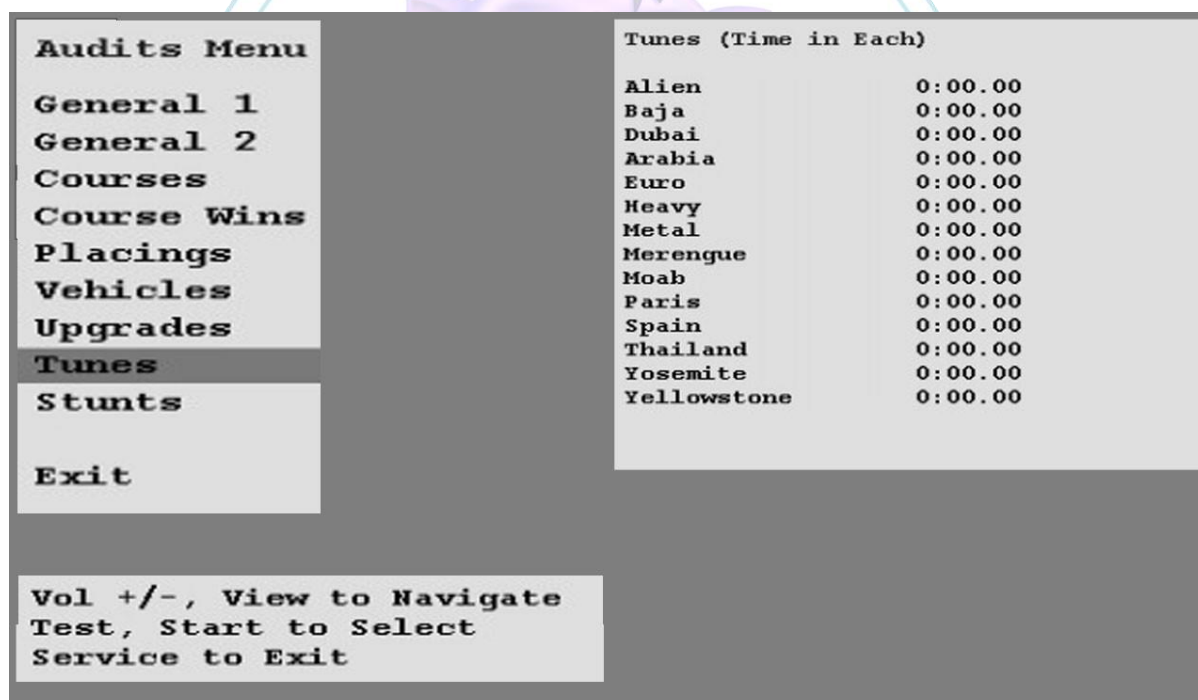 Audits Menu
General 1
General 2
Courses
Course Wins
Placings
Vehicles
Upgrades
Tunes
Stunts
Exit
Tunes (Time in Each)
Alien 0:00.00
Baja 0:00.00
Dubai 0:00.00
Arabia 0:00.00
Euro 0:00.00
Heavy 0:00.00
Metal 0:00.00
Merengue 0:00.00
Moab 0:00.00
Paris 0:00.00
Spain 0:00.00
Thailand 0:00.00
Yosemite 0:00.00
Yellowstone 0:00.00
Vol +/-, View to Navigate
Test, Start to Select
Service to Exit